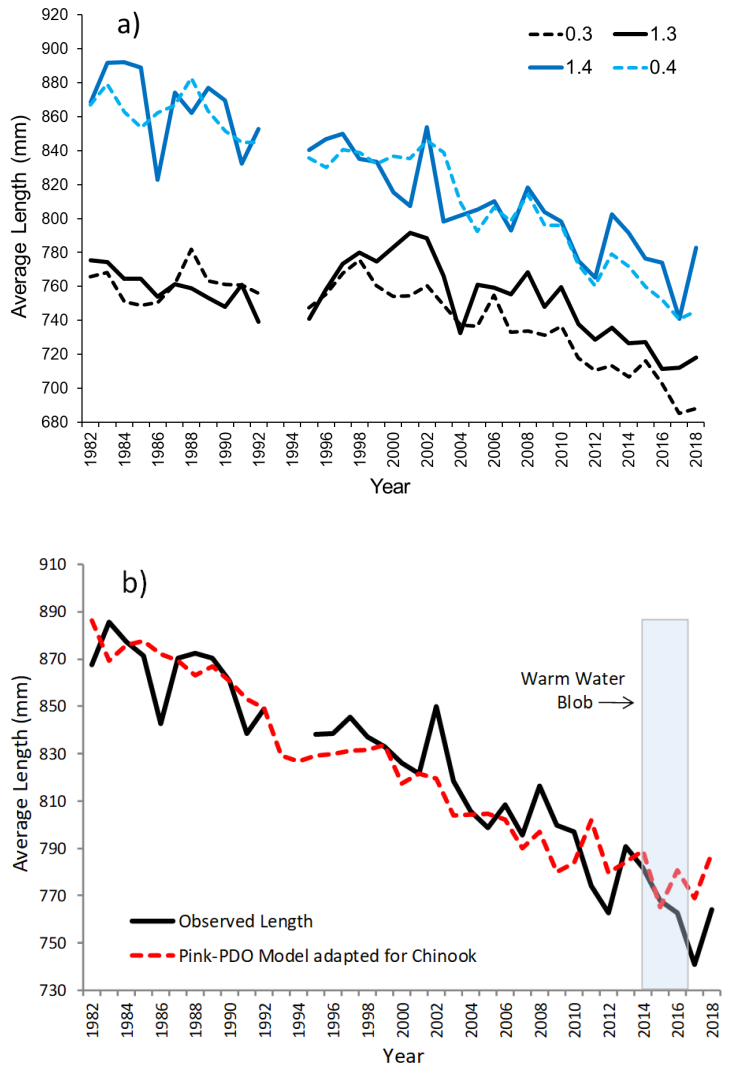 a)
920
900
880
860
840
820
800
780
760
740
720
700
680
Average Length (mm)
0.3 1.3
1.4 0.4
1982 1984 1986 1988 1990 1992 1994 1996 1998 2000 2002 2004 2006 2008 2010 2012 2014 2016 2018
Year
b)
910
890
870
850
830
810
790
770
750
730
Average Length (mm)
Warm Water
Blob
Observed Length
Pink-PDO Model adapted for Chinook
1982 1984 1986 1988 1990 1992 1994 1996 1998 2000 2002 2004 2006 2008 2010 2012 2014 2016 2018
Year